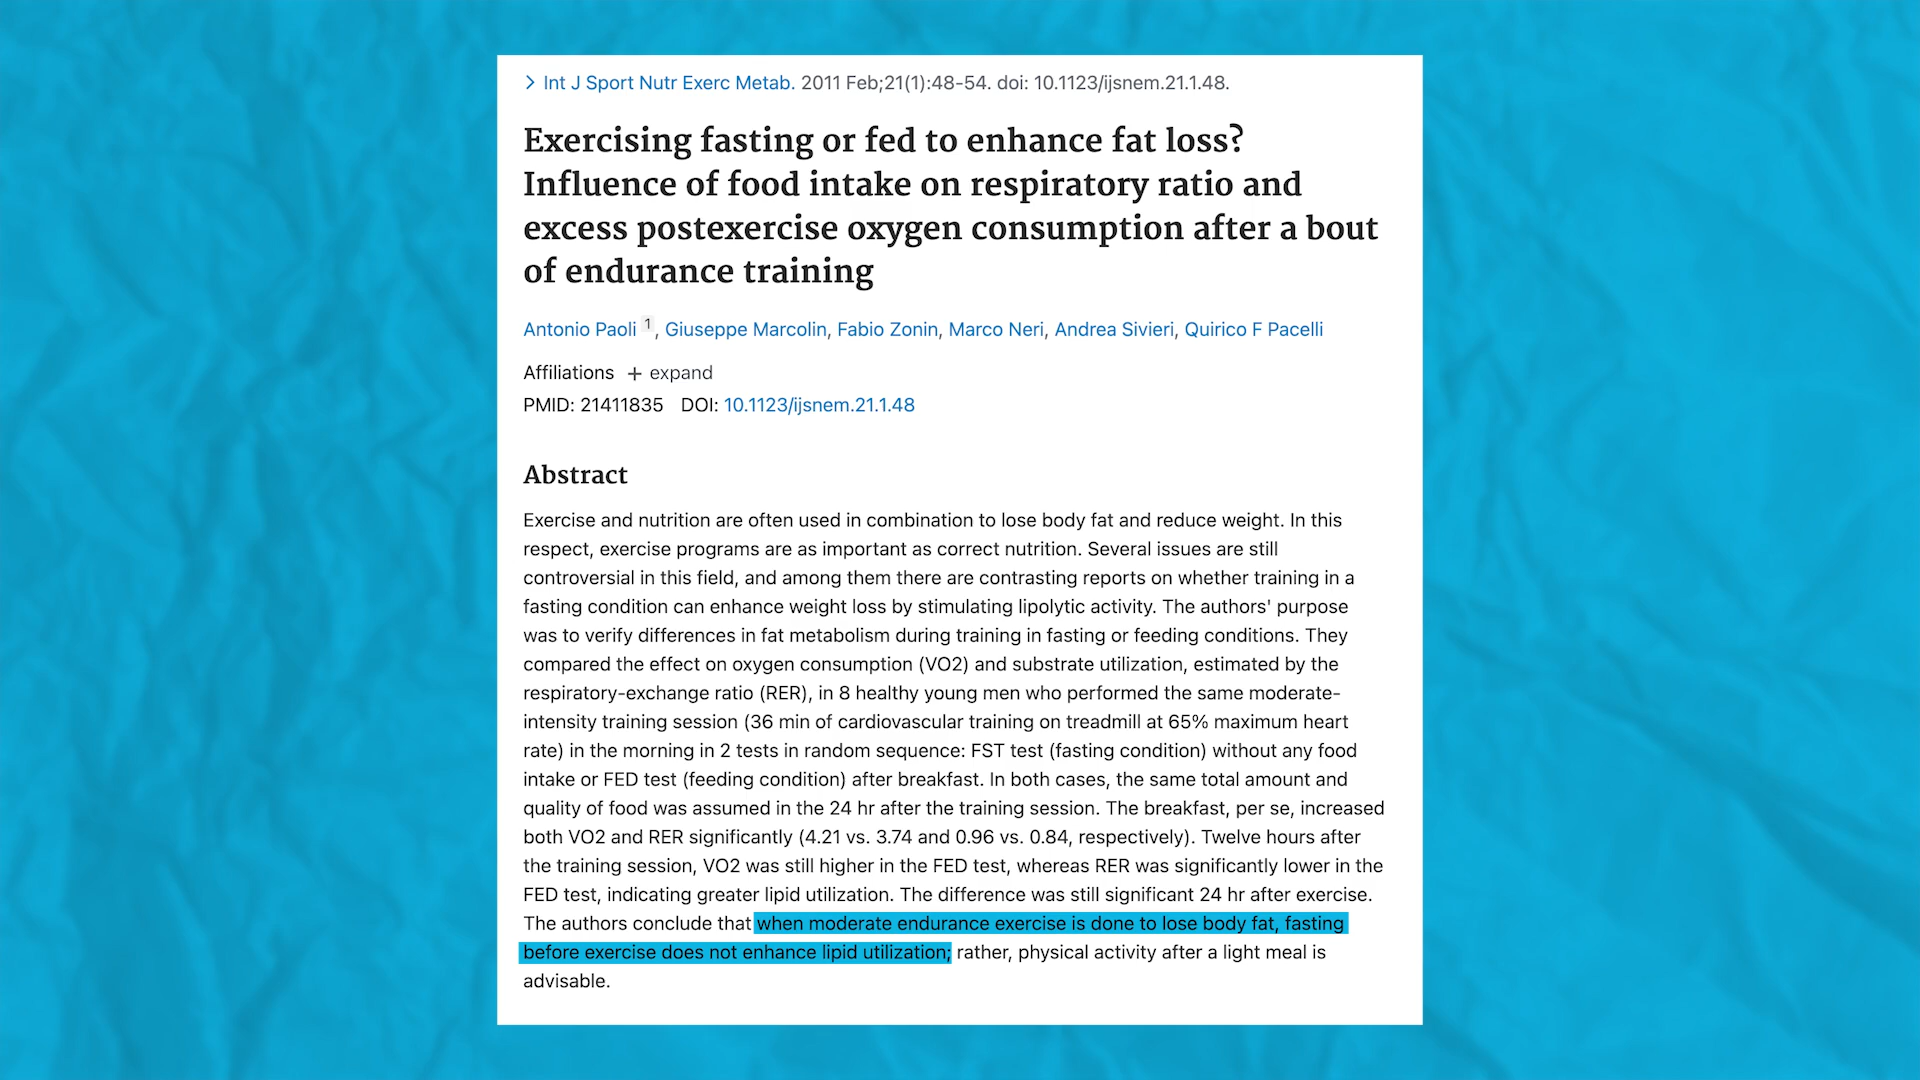 > Int J Sport Nutr Exerc Metab. 2011 Feb;21(1):48-54. doi: 10.1123/ijsnem.21.1.48.
Exercising fasting or fed to enhance fat loss?
Influence of food intake on respiratory ratio and
excess postexercise oxygen consumption after a bout
of endurance training
Antonio Paoli 1, Giuseppe Marcolin, Fabio Zonin, Marco Neri, Andrea Sivieri, Quirico F Pacelli
Affiliations + expand
PMID: 21411835 DOI: 10.1123/ijsnem.21.1.48
Abstract
Exercise and nutrition are often used in combination to lose body fat and reduce weight. In this
respect, exercise programs are as important as correct nutrition. Several issues are still
controversial in this field, and among them there are contrasting reports on whether training in a
fasting condition can enhance weight loss by stimulating lipolytic activity. The authors' purpose
was to verify differences in fat metabolism during training in fasting or feeding conditions. They
compared the effect on oxygen consumption (VO2) and substrate utilization, estimated by the
respiratory-exchange ratio (RER), in 8 healthy young men who performed the same moderate-
intensity training session (36 min of cardiovascular training on treadmill at 65% maximum heart
rate) in the morning in 2 tests in random sequence: FST test (fasting condition) without any food
intake or FED test (feeding condition) after breakfast. In both cases, the same total amount and
quality of food was assumed in the 24 hr after the training session. The breakfast, per se, increased
both VO2 and RER significantly (4.21 vs. 3.74 and 0.96 vs. 0.84, respectively). Twelve hours after
the training session, VO2 was still higher in the FED test, whereas RER was significantly lower in the
FED test, indicating greater lipid utilization. The difference was still significant 24 hr after exercise.
The authors conclude that when moderate endurance exercise is done to lose body fat, fasting
before exercise does not enhance lipid utilization; rather, physical activity after a light meal is
advisable.